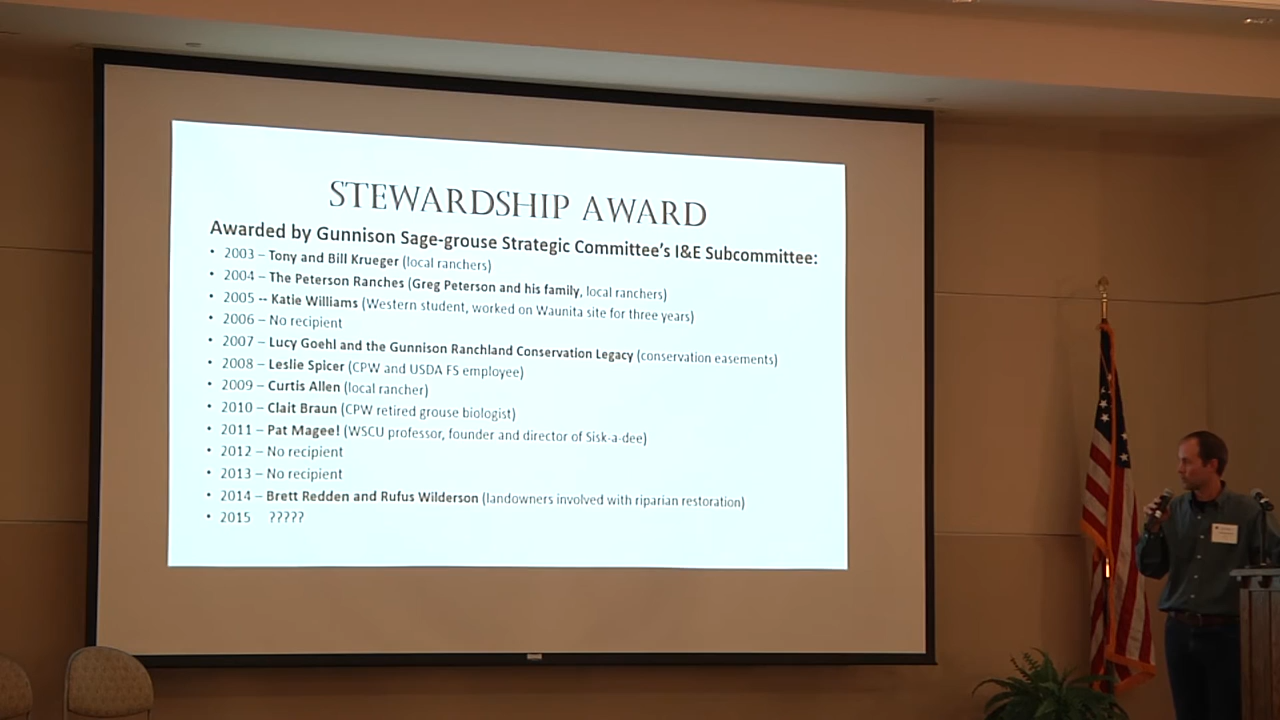 STEWARDSHIP AWARD
Awarded by Gunnison Sage-grouse Strategic Committee's I&E Subcommittee:
• 2003 – Tony and Bill Krueger (local ranchers)
• 2004 – The Peterson Ranches (Greg Peterson and his family, local ranchers)
• 2005 -- Katie Williams (Western student, worked on Waunita site for three years)
• 2006 – No recipient
• 2007 – Lucy Goehl and the Gunnison Ranchland Conservation Legacy (conservation easements)
• 2008 – Leslie Spicer (CPW and USDA FS employee)
• 2009 – Curtis Allen (local rancher)
• 2010 – Clait Braun (CPW retired grouse biologist)
• 2011 – Pat Magee! (WSCU professor, founder and director of Sisk-a-dee)
• 2012 – No recipient
• 2013 – No recipient
• 2014 – Brett Redden and Rufus Wilderson (landowners involved with riparian restoration)
• 2015 ?????